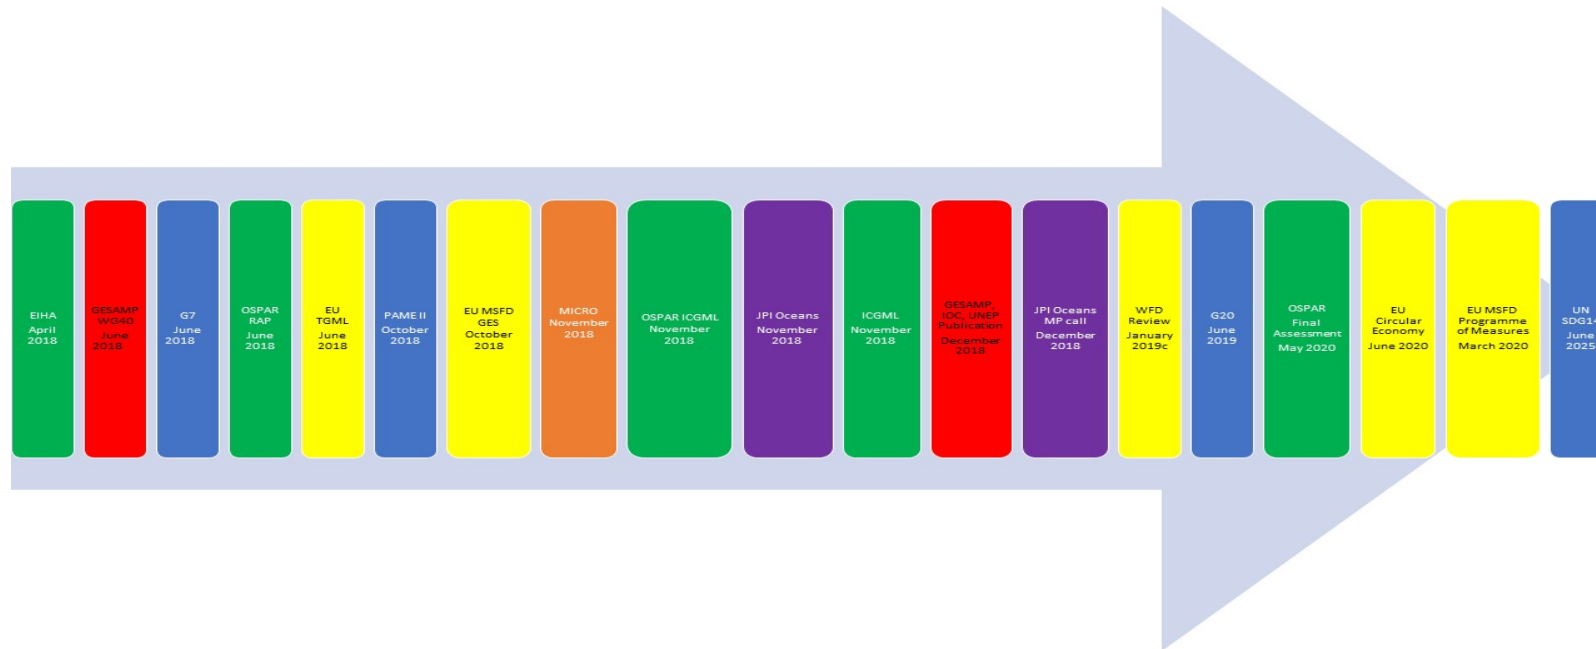 EIHA
April
2018
GESAMP
WG40
June
2018
G7
June
2018
OSPAR
RAP
June
2018
EU
TGML
June
2018
PAME II
October
2018
EU MSFD
GES
October
2018
MICRO
November
2018
OSPAR ICGML
November
2018
JPI Oceans
November
2018
ICGML
November
2018
GESAMP,
IOC, UNEP
Publication
December
2018
JPI Oceans
MP call
December
2018
WFD
Review
January
2019c
G20
June
2019
OSPAR
Final
Assessment
May 2020
EU
Circular
Economy
June 2020
EU MSFD
Programme
of Measures
March 2020
UN
SDG14
June
2025